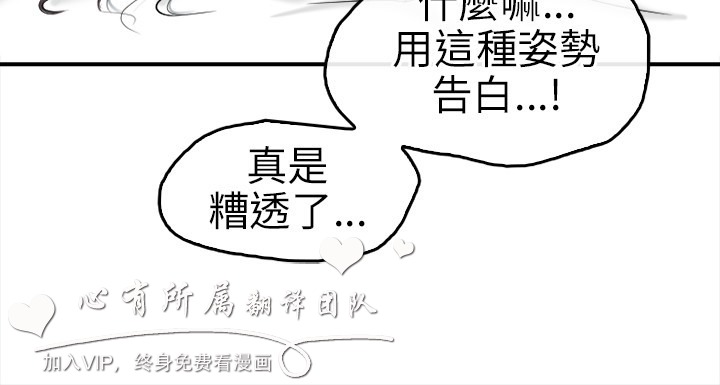 什麼嘛...
用這種姿勢
告白...!
真是
糟透了...
心有所属翻译团队
加入VIP，终身免费看漫画